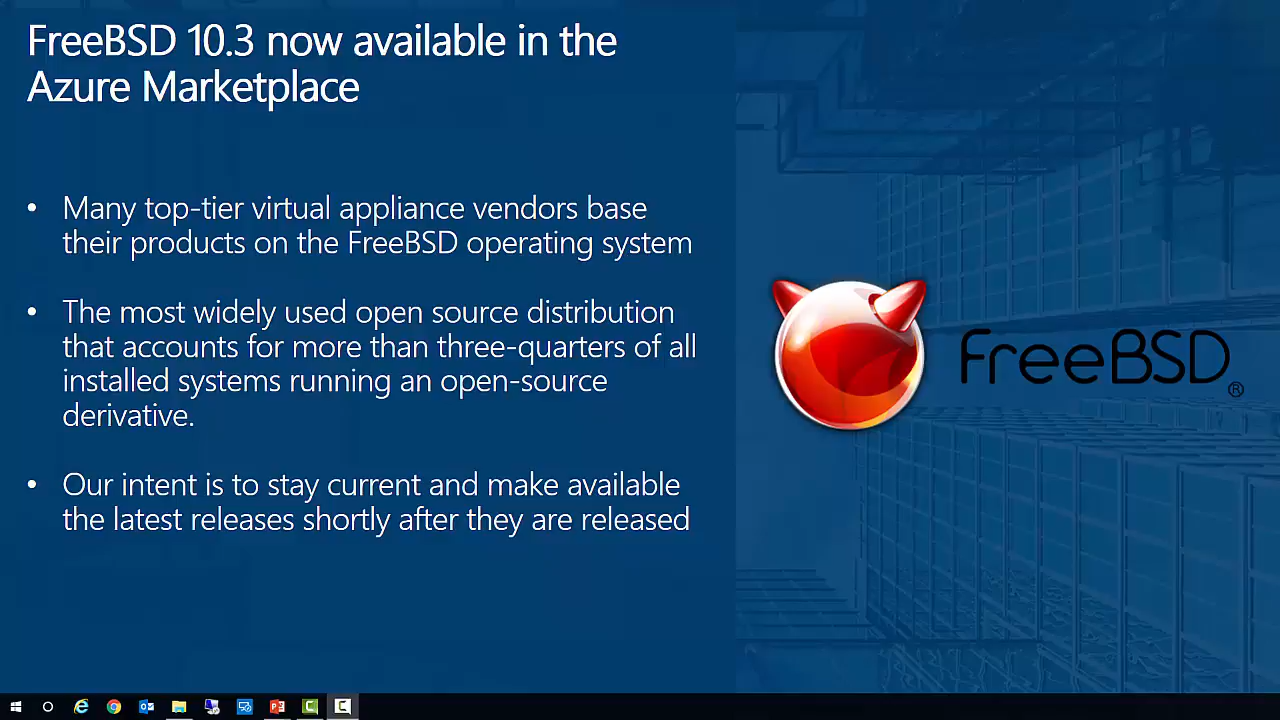 FreeBSD 10.3 now available in the
Azure Marketplace
• Many top-tier virtual appliance vendors base
their products on the FreeBSD operating system
• The most widely used open source distribution
that accounts for more than three-quarters of all
installed systems running an open-source
derivative.
• Our intent is to stay current and make available
the latest releases shortly after they are released
FreeBSD®